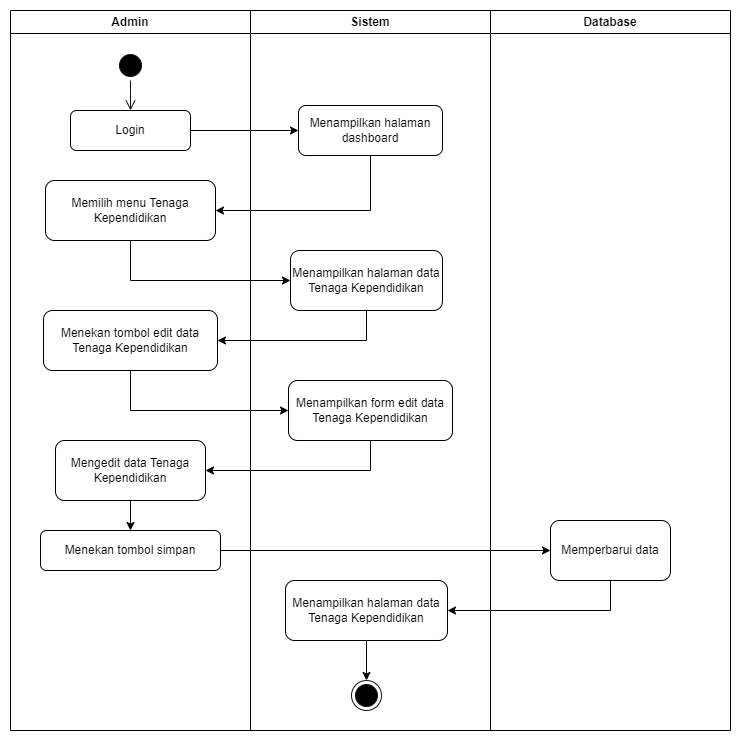 Admin
Sistem
Database
Login
Menampilkan halaman
dashboard
Memilih menu Tenaga
Kependidikan
Menampilkan halaman data
Tenaga Kependidikan
Menekan tombol edit data
Tenaga Kependidikan
Menampilkan form edit data
Tenaga Kependidikan
Mengedit data Tenaga
Kependidikan
Menekan tombol simpan
Memperbarui data
Menampilkan halaman data
Tenaga Kependidikan